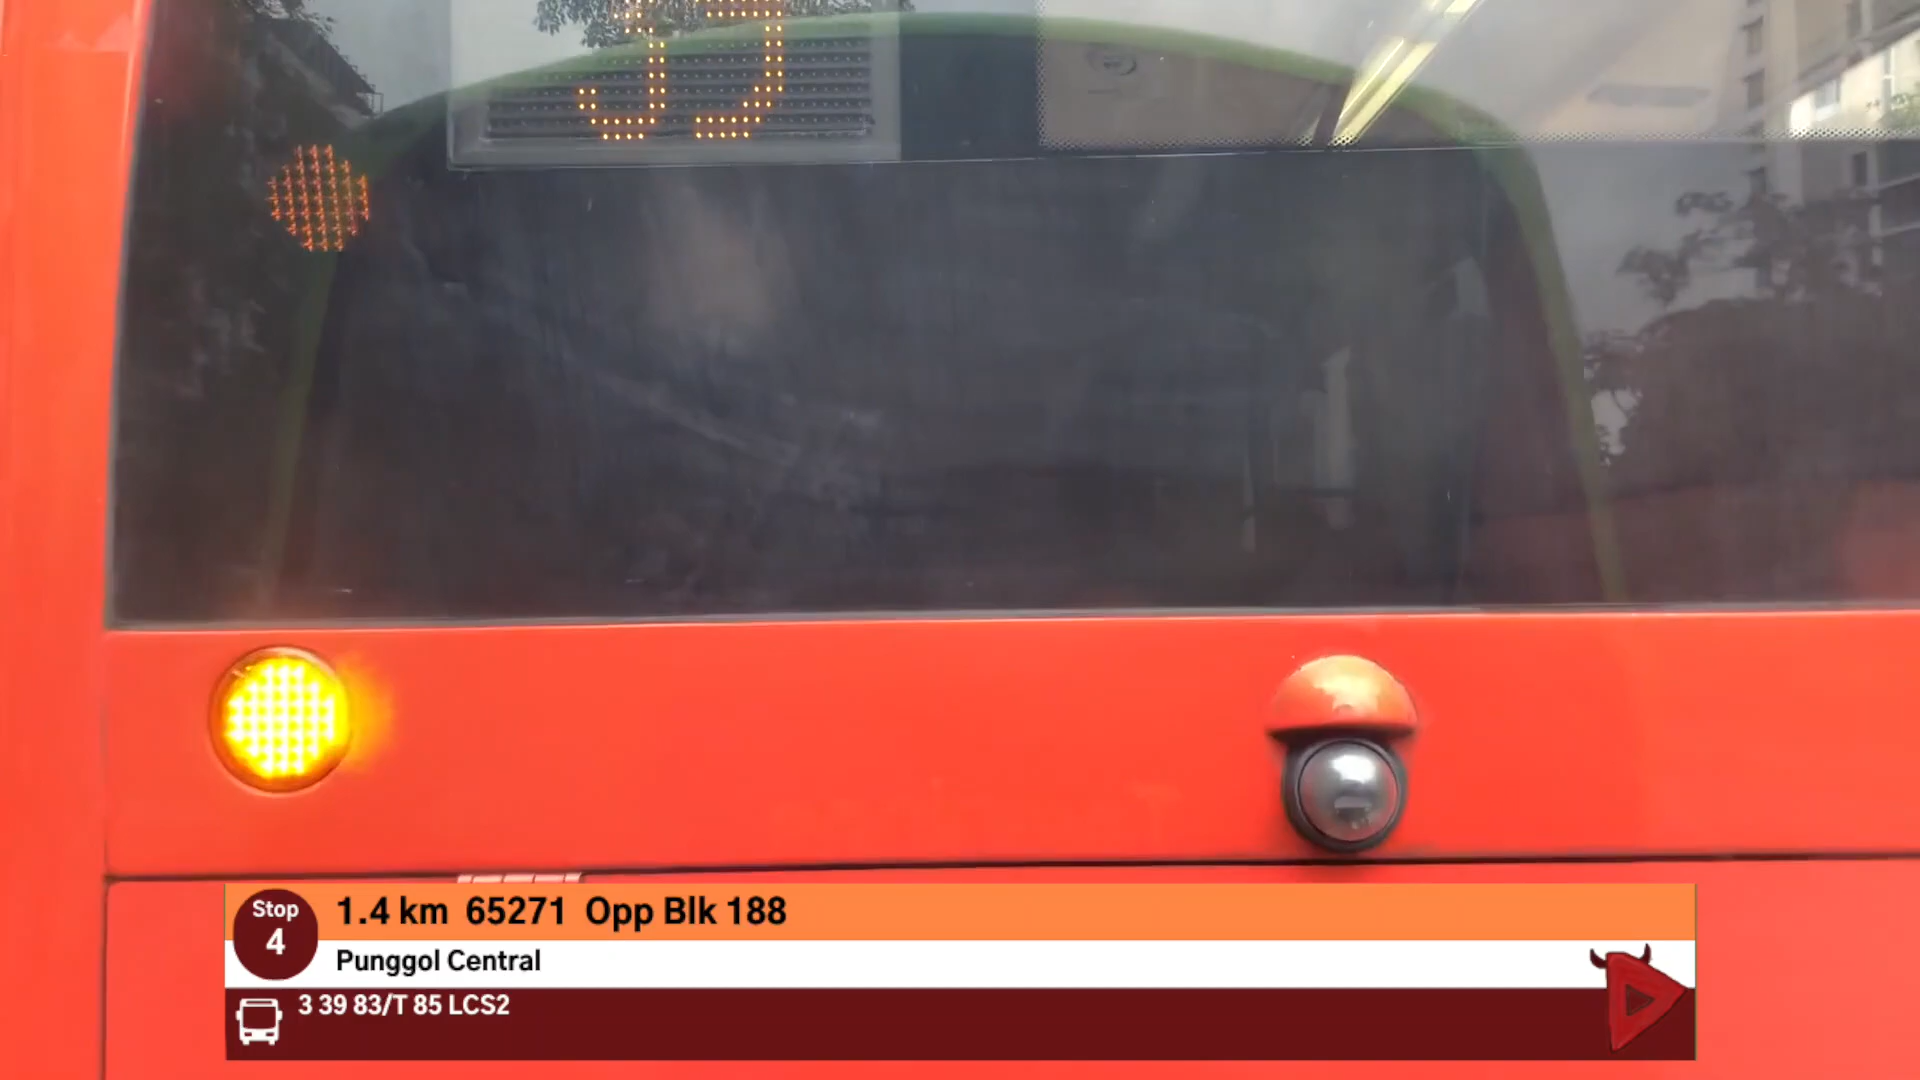 Stop
4
1.4 km 65271 Opp Blk 188
Punggol Central
3 39 83/T 85 LCS2